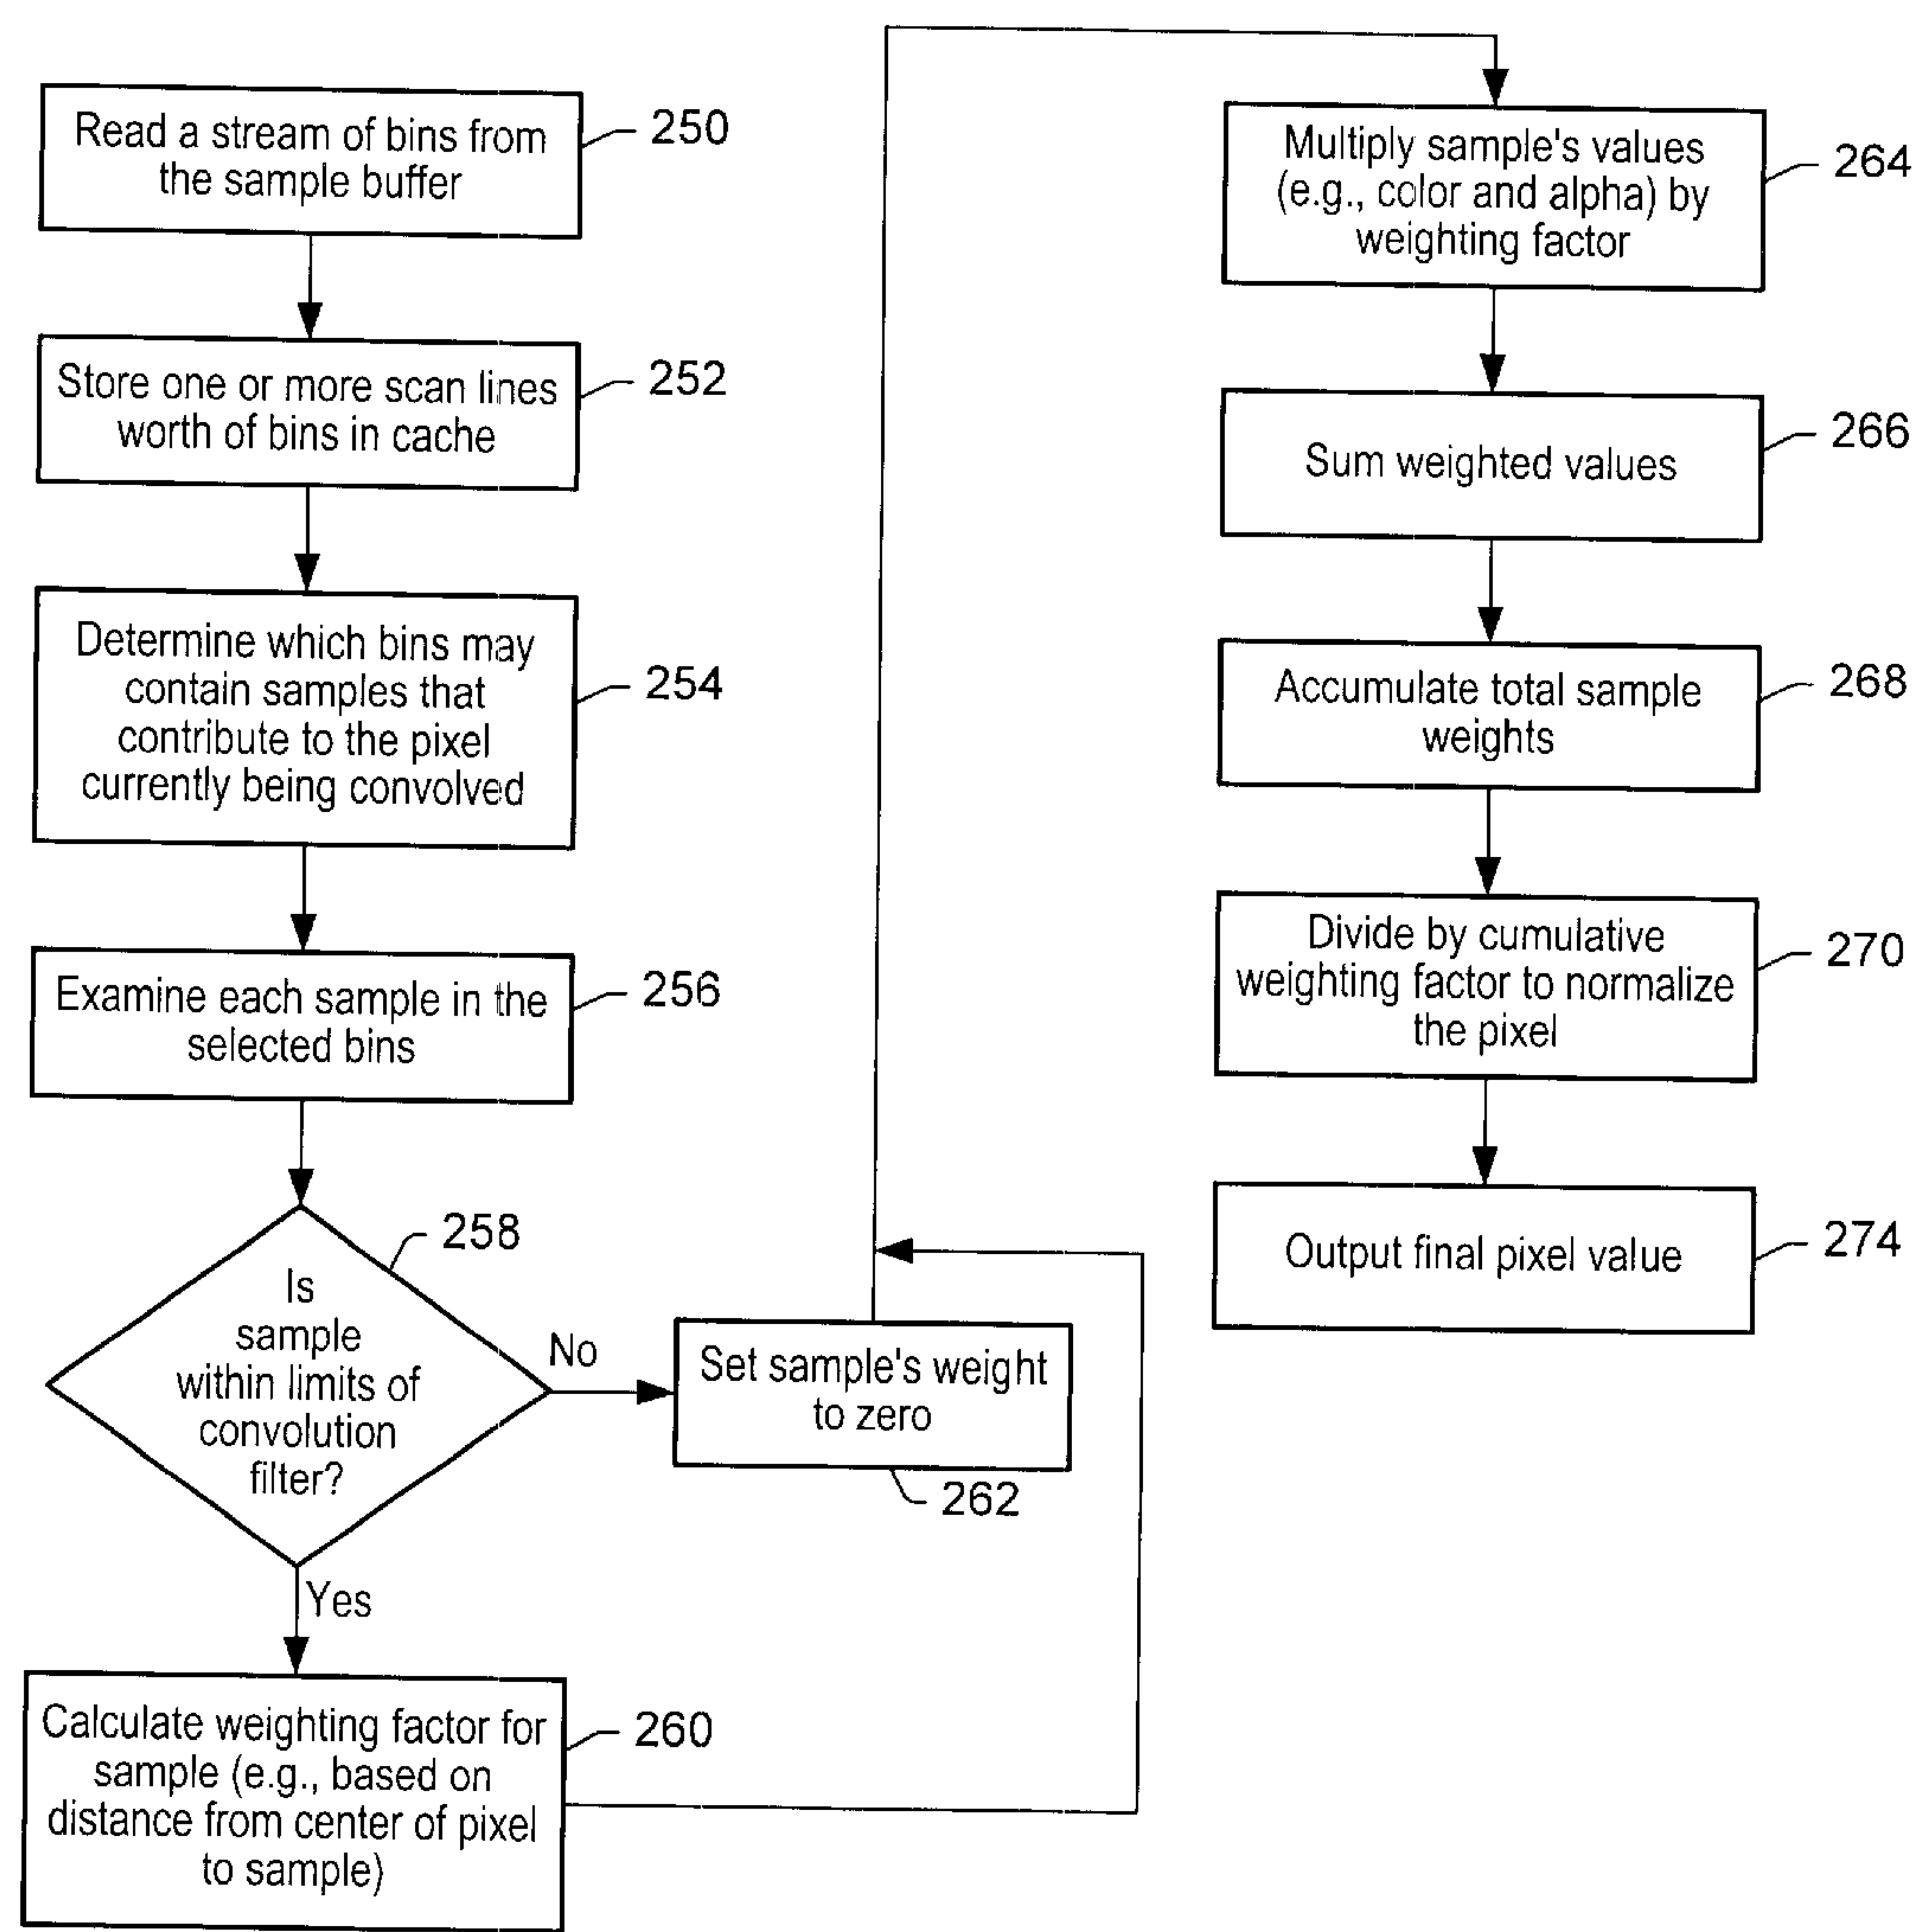 Read a stream of bins from
the sample buffer
250
Store one or more scan lines
worth of bins in cache
252
Determine which bins may
contain samples that
contribute to the pixel
currently being convolved
254
Examine each sample in the
selected bins
256
Is
sample
within limits of
convolution
filter?
258
No
Yes
Set sample's weight
to zero
262
Calculate weighting factor for
sample (e.g., based on
distance from center of pixel
to sample)
260
Multiply sample's values
(e.g., color and alpha) by
weighting factor
264
Sum weighted values
266
Accumulate total sample
weights
268
Divide by cumulative
weighting factor to normalize
the pixel
270
Output final pixel value
274